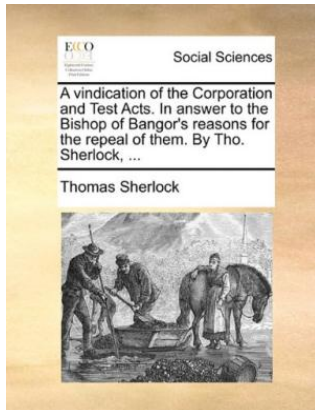 ECCO
Social Sciences
A vindication of the Corporation
and Test Acts. In answer to the
Bishop of Bangor's reasons for
the repeal of them. By Tho.
Sherlock, ...
Thomas Sherlock